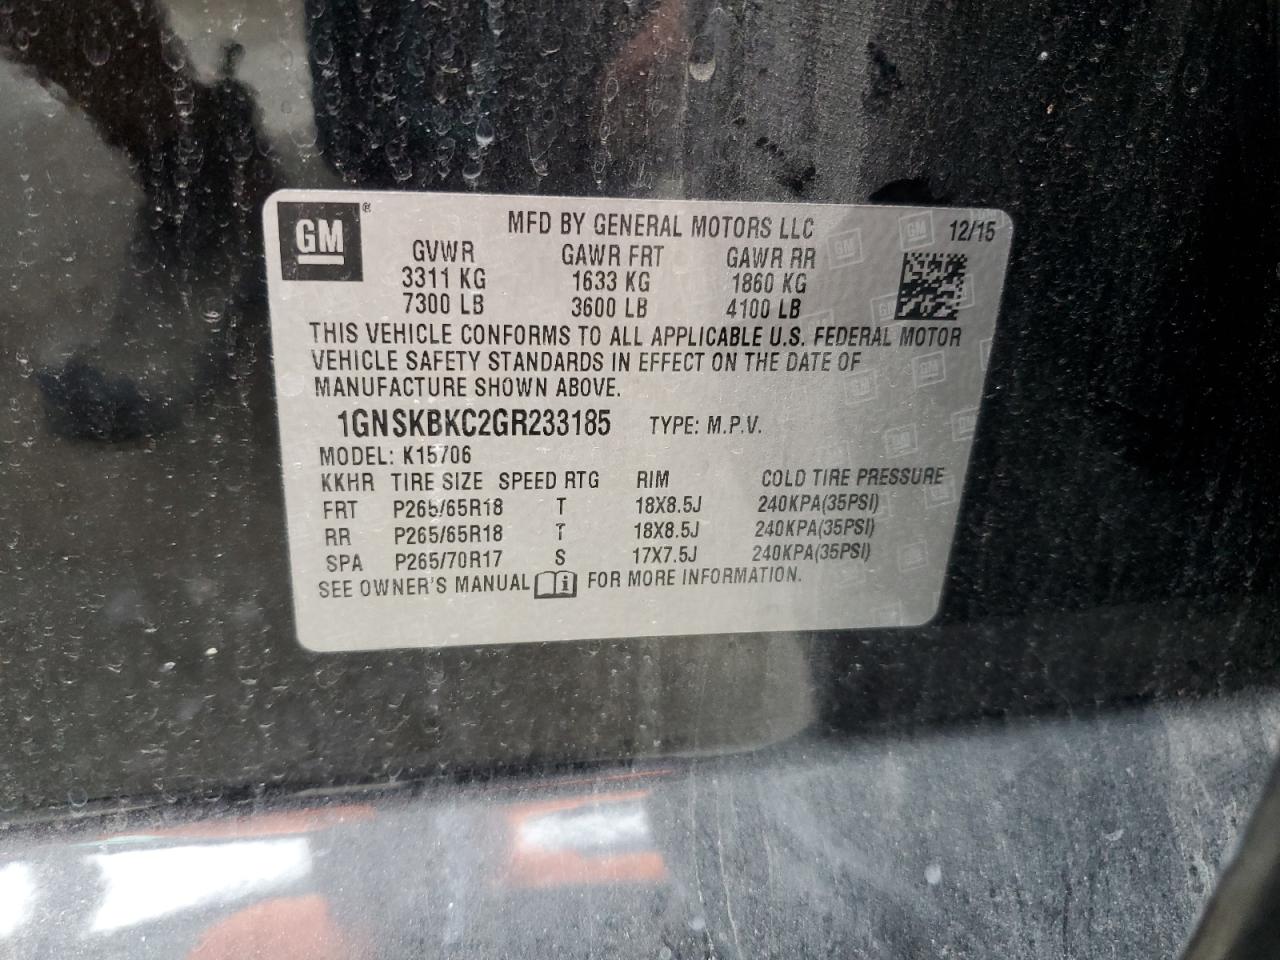 GM ® MFD BY GENERAL MOTORS LLC 12/15
GVWR GAWR FRT GAWR RR
3311 KG 1633 KG 1860 KG
7300 LB 3600 LB 4100 LB
THIS VEHICLE CONFORMS TO ALL APPLICABLE U.S. FEDERAL MOTOR
VEHICLE SAFETY STANDARDS IN EFFECT ON THE DATE OF
MANUFACTURE SHOWN ABOVE.
1GNSKBKC2GR233185 TYPE: M.P.V.
MODEL: K15706
KKHR TIRE SIZE SPEED RTG RIM COLD TIRE PRESSURE
FRT P265/65R18 T 18X8.5J 240KPA(35PSI)
RR P265/65R18 T 18X8.5J 240KPA(35PSI)
SPA P265/70R17 S 17X7.5J 240KPA(35PSI)
SEE OWNER'S MANUAL i FOR MORE INFORMATION.